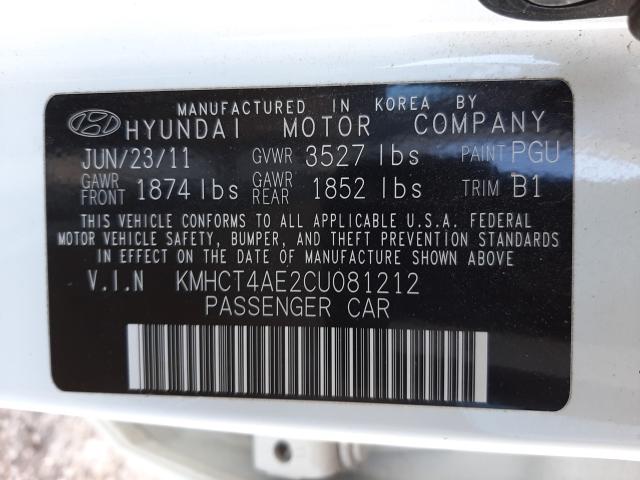 MANUFACTURED IN KOREA BY
HYUNDAI MOTOR COMPANY
JUN/23/11 GVWR 3527 lbs PAINT PGU
GAWR FRONT 1874 lbs GAWR REAR 1852 lbs TRIM B1
THIS VEHICLE CONFORMS TO ALL APPLICABLE U.S.A. FEDERAL
MOTOR VEHICLE SAFETY, BUMPER, AND THEFT PREVENTION
STANDARDS IN EFFECT ON THE DATE OF MANUFACTURE SHOWN ABOVE.
V.I.N KMHCT4AE2CU081212
PASSENGER CAR